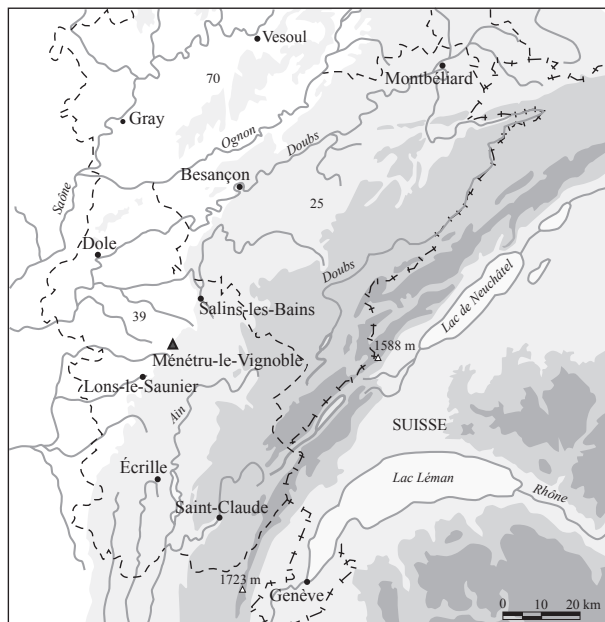 Vesoul
70
Montbéliard
Gray
Ognon
Doubs
Besançon
Saône
25
Dole
Doubs
Lac de Neuchâtel
Salins-les-Bains
39
Ménétru-le-Vignoble
1588 m
Lons-le-Saunier
Ain
SUISSE
Écrille
Lac Léman
Rhône
Saint-Claude
1723 m
Genève
0 10 20 km